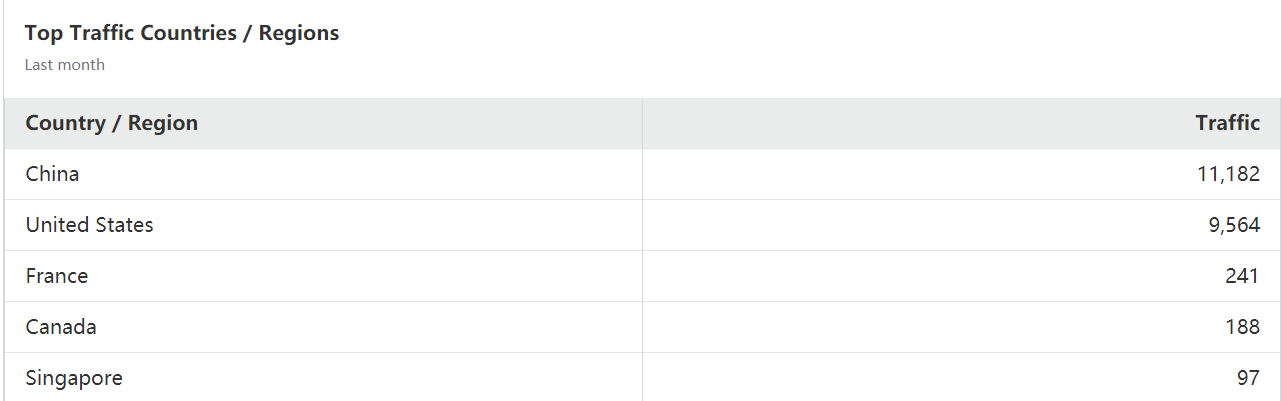 Top Traffic Countries / Regions
Last month
Country / Region Traffic
China 11,182
United States 9,564
France 241
Canada 188
Singapore 97